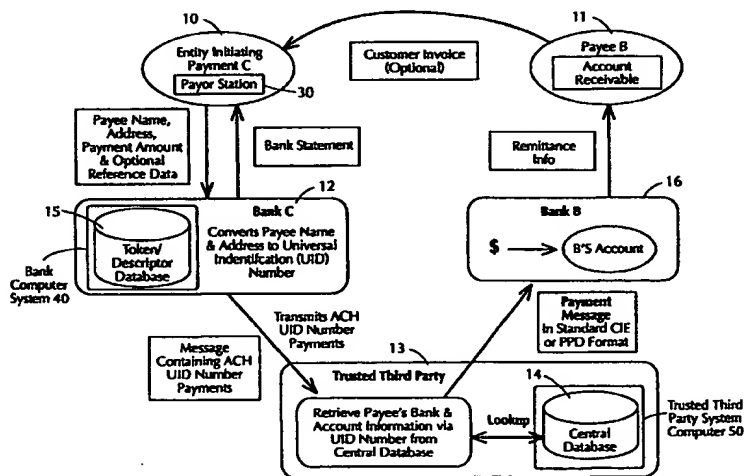 10
Entity Initiating
Payment C
Payor Station
30
Customer Invoice
(Optional)
11
Payee B
Account
Receivable
Payee Name,
Address,
Payment Amount
& Optional
Reference Data
Bank Statement
Remittance
Info
12
15
Bank C
Token/
Descriptor
Database
Converts Payee Name
& Address to Universal
Indentifcation (UID)
Number
Bank
Computer
System 40
16
Bank B
$
B'S Account
Transmits ACH
UID Number
Payments
Message
Containing ACH
UID Number
Payments
Payment
Message
In Standard CIE
or PPD Format
13
Trusted Third Party
Retrieve Payee's Bank &
Account Information via
UID Number from
Central Database
Lookup
14
Central
Database
Trusted Third
Party System
Computer 50